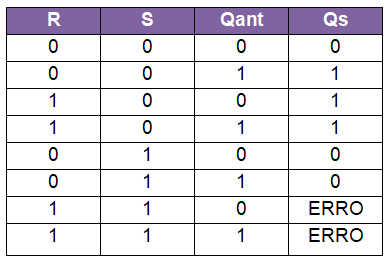 R S Qant Qs
0 0 0 0
0 0 1 1
1 0 0 1
1 0 1 1
0 1 0 0
0 1 1 0
1 1 0 ERRO
1 1 1 ERRO